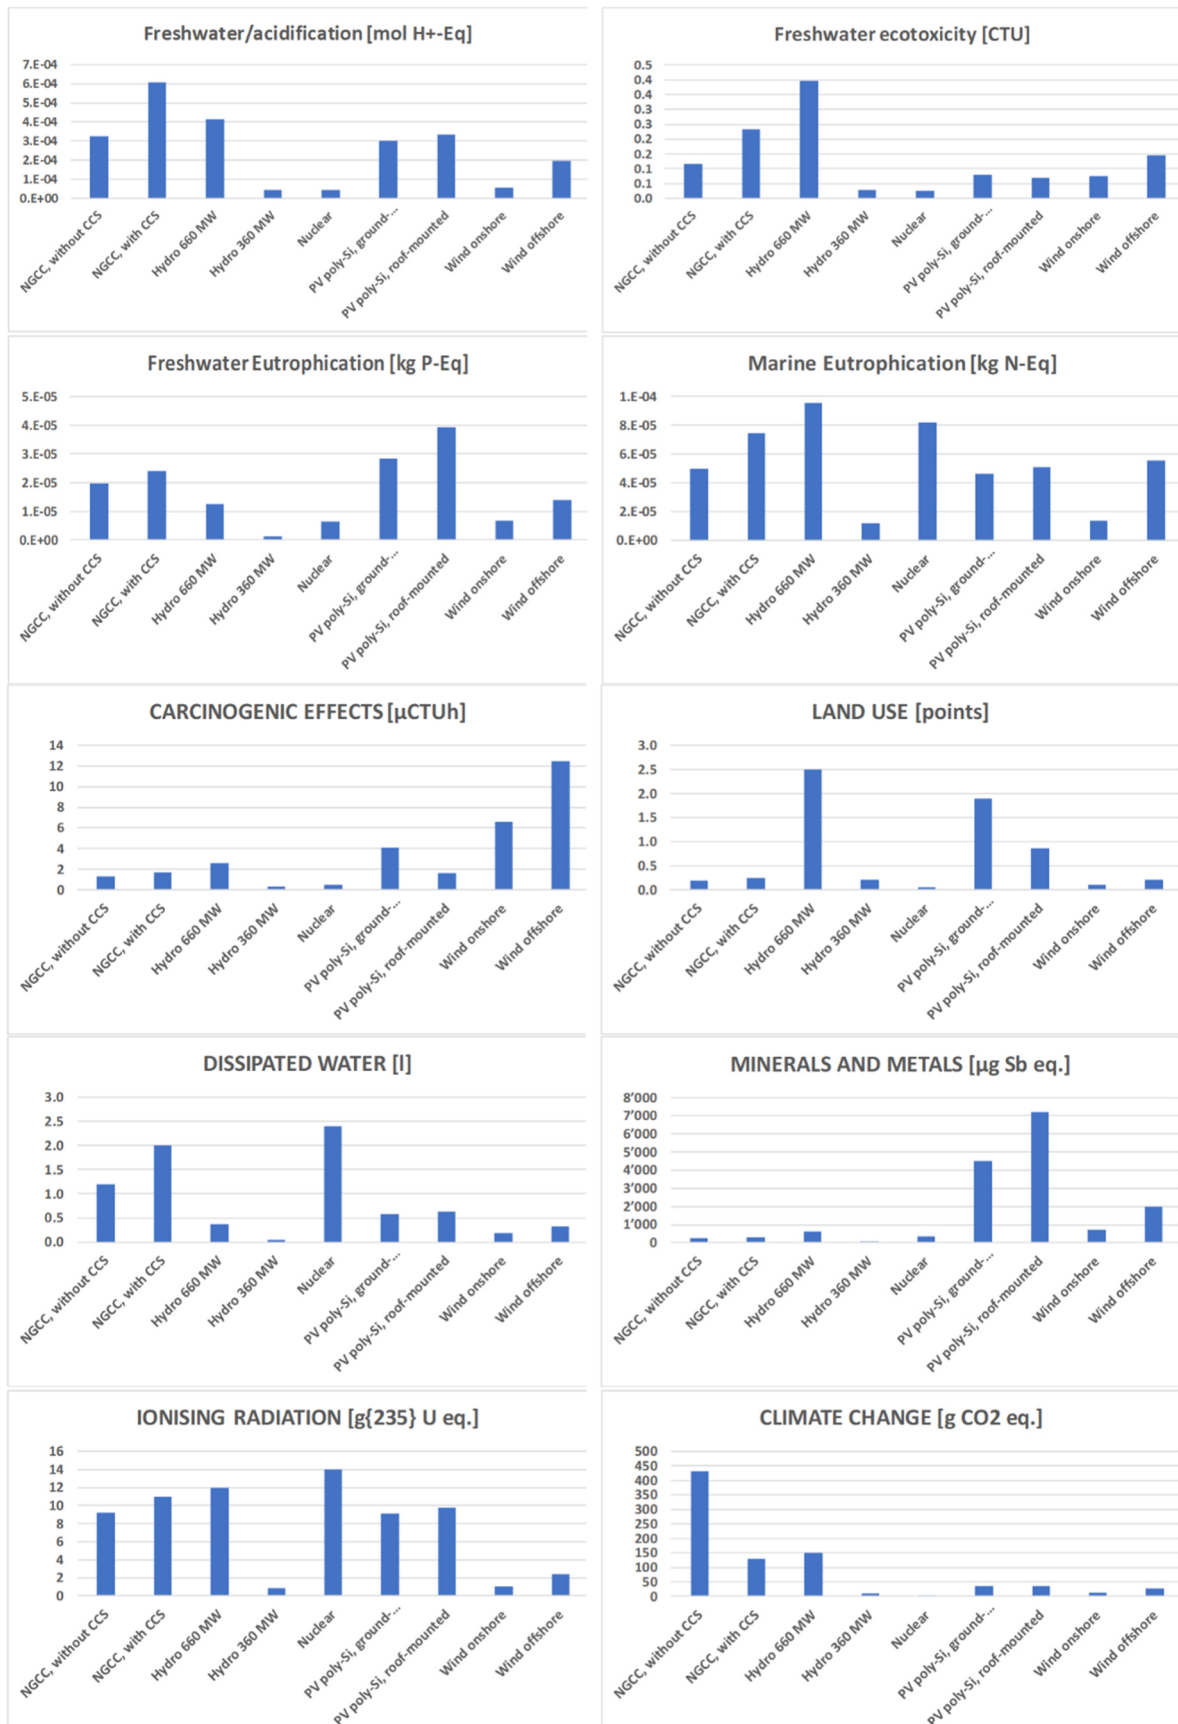 Freshwater/acidification [mol H+-Eq]
7.E-04
6.E-04
5.E-04
4.E-04
3.E-04
2.E-04
1.E-04
0.E+00
NGCC, without CCS
NGCC, with CCS
Hydro 660 MW
Hydro 360 MW
Nuclear
PV poly-Si, ground-...
PV poly-Si, roof-mounted
Wind onshore
Wind offshore
Freshwater ecotoxicity [CTU]
0.5
0.4
0.4
0.3
0.3
0.2
0.2
0.1
0.1
0.0
NGCC, without CCS
NGCC, with CCS
Hydro 660 MW
Hydro 360 MW
Nuclear
PV poly-Si, ground-...
PV poly-Si, roof-mounted
Wind onshore
Wind offshore
Freshwater Eutrophication [kg P-Eq]
5.E-05
4.E-05
3.E-05
2.E-05
1.E-05
0.E+00
NGCC, without CCS
NGCC, with CCS
Hydro 660 MW
Hydro 360 MW
Nuclear
PV poly-Si, ground-...
PV poly-Si, roof-mounted
Wind onshore
Wind offshore
Marine Eutrophication [kg N-Eq]
1.E-04
8.E-05
6.E-05
4.E-05
2.E-05
0.E+00
NGCC, without CCS
NGCC, with CCS
Hydro 660 MW
Hydro 360 MW
Nuclear
PV poly-Si, ground-...
PV poly-Si, roof-mounted
Wind onshore
Wind offshore
CARCINOGENIC EFFECTS [µCTUh]
14
12
10
8
6
4
2
0
NGCC, without CCS
NGCC, with CCS
Hydro 660 MW
Hydro 360 MW
Nuclear
PV poly-Si, ground-...
PV poly-Si, roof-mounted
Wind onshore
Wind offshore
LAND USE [points]
3.0
2.5
2.0
1.5
1.0
0.5
0.0
NGCC, without CCS
NGCC, with CCS
Hydro 660 MW
Hydro 360 MW
Nuclear
PV poly-Si, ground-...
PV poly-Si, roof-mounted
Wind onshore
Wind offshore
DISSIPATED WATER [l]
3.0
2.5
2.0
1.5
1.0
0.5
0.0
NGCC, without CCS
NGCC, with CCS
Hydro 660 MW
Hydro 360 MW
Nuclear
PV poly-Si, ground-...
PV poly-Si, roof-mounted
Wind onshore
Wind offshore
MINERALS AND METALS [µg Sb eq.]
8’000
7’000
6’000
5’000
4’000
3’000
2’000
1’000
0
NGCC, without CCS
NGCC, with CCS
Hydro 660 MW
Hydro 360 MW
Nuclear
PV poly-Si, ground-...
PV poly-Si, roof-mounted
Wind onshore
Wind offshore
IONISING RADIATION [g{235} U eq.]
16
14
12
10
8
6
4
2
0
NGCC, without CCS
NGCC, with CCS
Hydro 660 MW
Hydro 360 MW
Nuclear
PV poly-Si, ground-...
PV poly-Si, roof-mounted
Wind onshore
Wind offshore
CLIMATE CHANGE [g CO2 eq.]
500
450
400
350
300
250
200
150
100
50
0
NGCC, without CCS
NGCC, with CCS
Hydro 660 MW
Hydro 360 MW
Nuclear
PV poly-Si, ground-...
PV poly-Si, roof-mounted
Wind onshore
Wind offshore